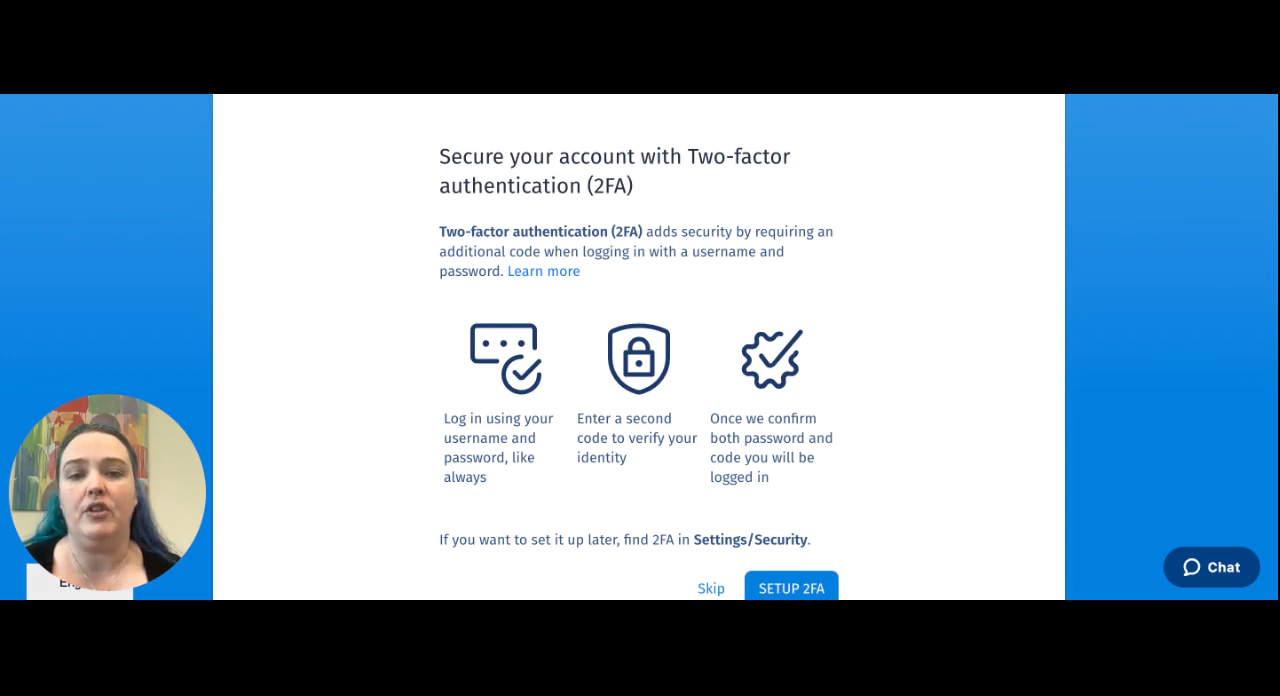 Secure your account with Two-factor
authentication (2FA)
Two-factor authentication (2FA) adds security by requiring an
additional code when logging in with a username and
password. Learn more
Log in using your
username and
password, like
always
Enter a second
code to verify your
identity
Once we confirm
both password and
code you will be
logged in
If you want to set it up later, find 2FA in Settings/Security.
Skip
SETUP 2FA
Chat